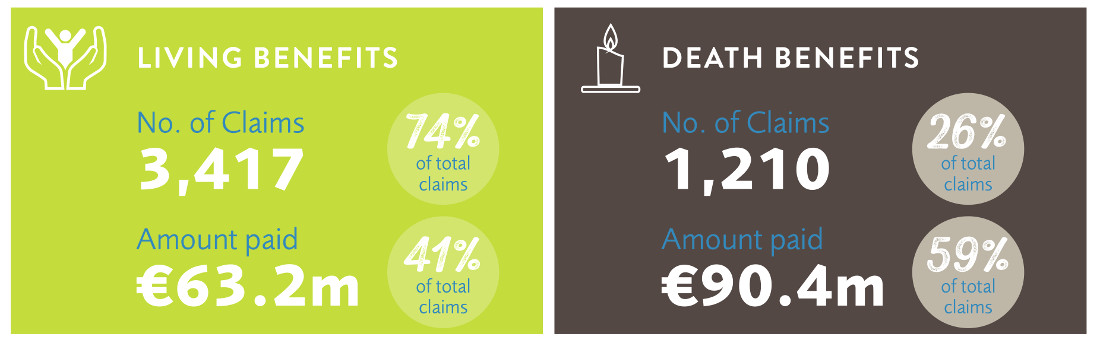 LIVING BENEFITS
No. of Claims
3,417
74%
of total
claims
Amount paid
€63.2m
41%
of total
claims
DEATH BENEFITS
No. of Claims
1,210
26%
of total
claims
Amount paid
€90.4m
59%
of total
claims